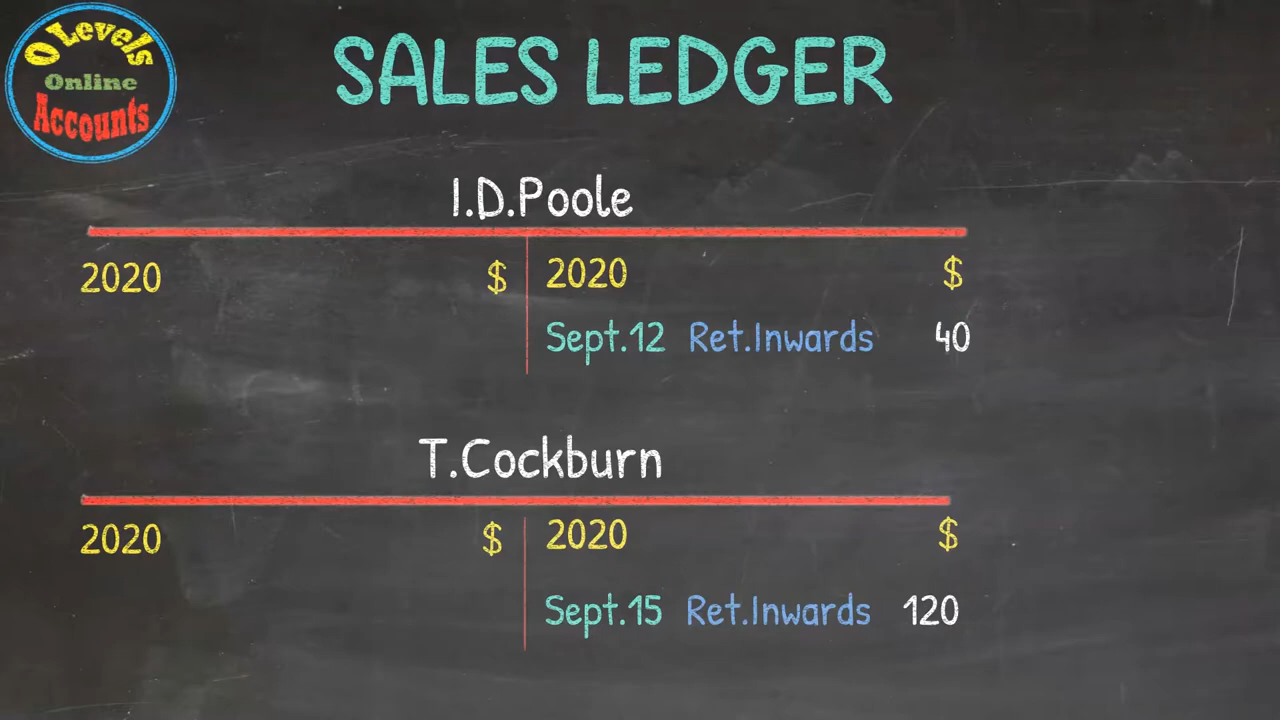 O Levels
Online
Accounts
SALES LEDGER
I.D.Poole
2020 $ 2020 $
Sept.12 Ret.Inwards 40
T.Cockburn
2020 $ 2020 $
Sept.15 Ret.Inwards 120